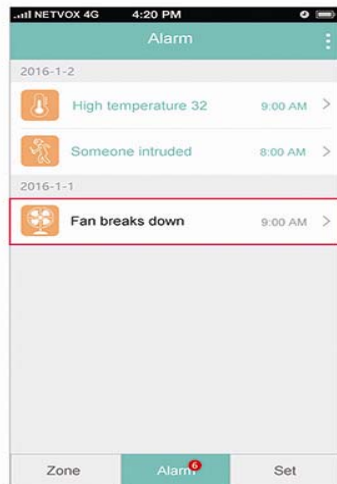 NETVOX 4G 4:20 PM
Alarm
2016-1-2
High temperature 32 9:00 AM
Someone intruded 8:00 AM
2016-1-1
Fan breaks down 9:00 AM
Zone Alarm 6 Set